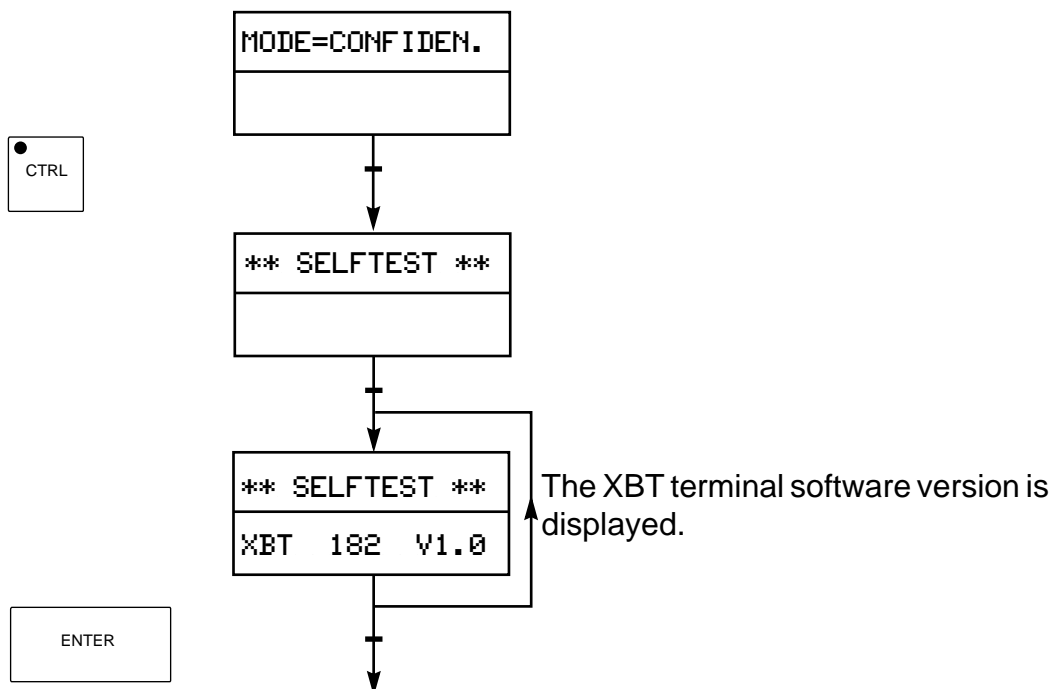 MODE=CONFIDEN.
CTRL
** SELFTEST **
** SELFTEST **
XBT 182 V1.0
The XBT terminal software version is
displayed.
ENTER